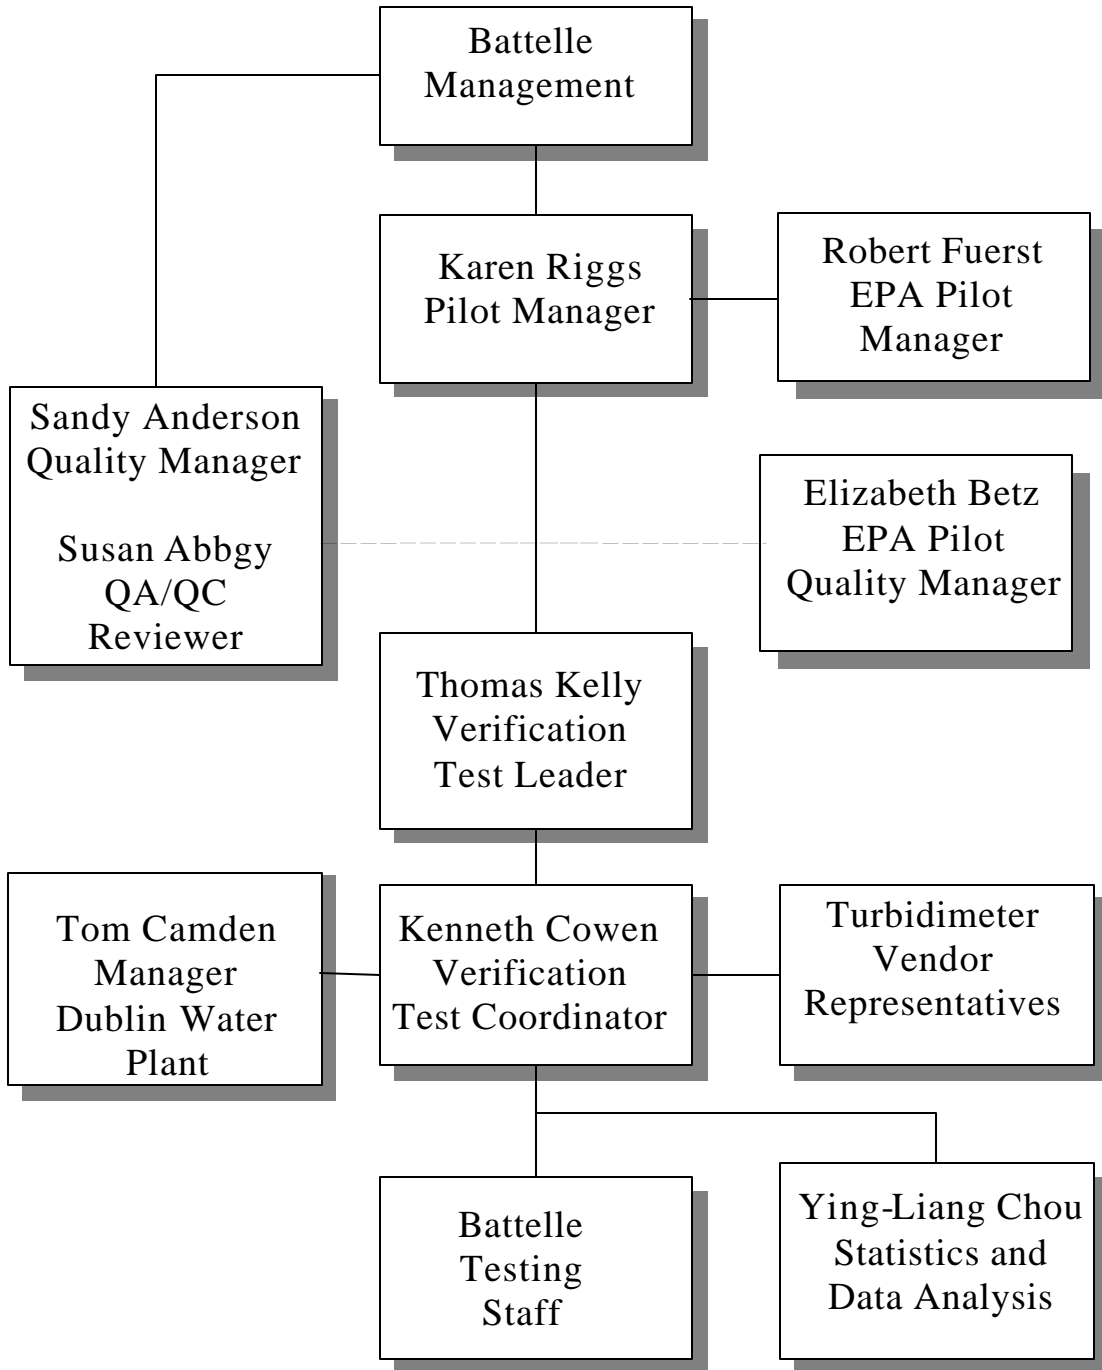 Battelle
Management
Karen Riggs
Pilot Manager
Robert Fuerst
EPA Pilot
Manager
Sandy Anderson
Quality Manager
Susan Abbgy
QA/QC
Reviewer
Elizabeth Betz
EPA Pilot
Quality Manager
Thomas Kelly
Verification
Test Leader
Tom Camden
Manager
Dublin Water
Plant
Kenneth Cowen
Verification
Test Coordinator
Turbidimeter
Vendor
Representatives
Battelle
Testing
Staff
Ying-Liang Chou
Statistics and
Data Analysis